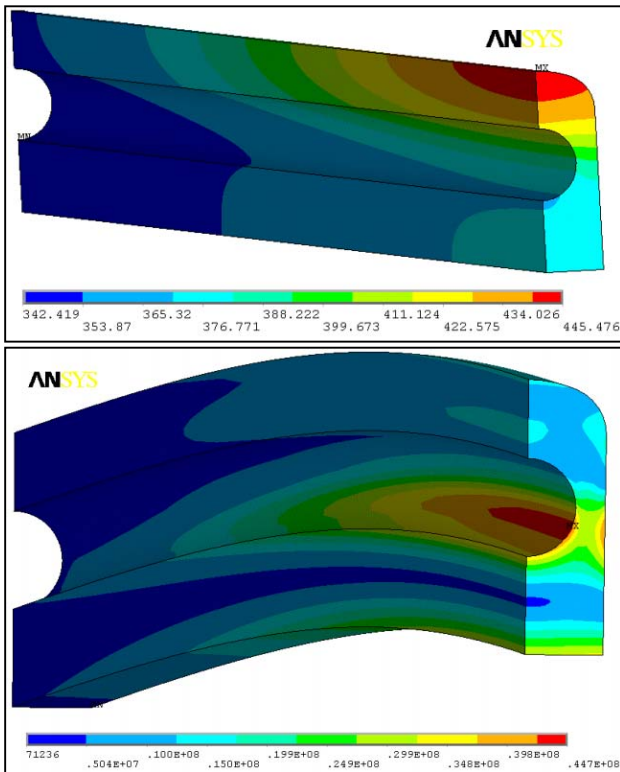 ANSYS
MX
MN
342.419 365.32 388.222 411.124 434.026
353.87 376.771 399.673 422.575 445.476
ANSYS
MX
71236 .100E+08 .199E+08 .299E+08 .398E+08
.504E+07 .150E+08 .249E+08 .348E+08 .447E+08